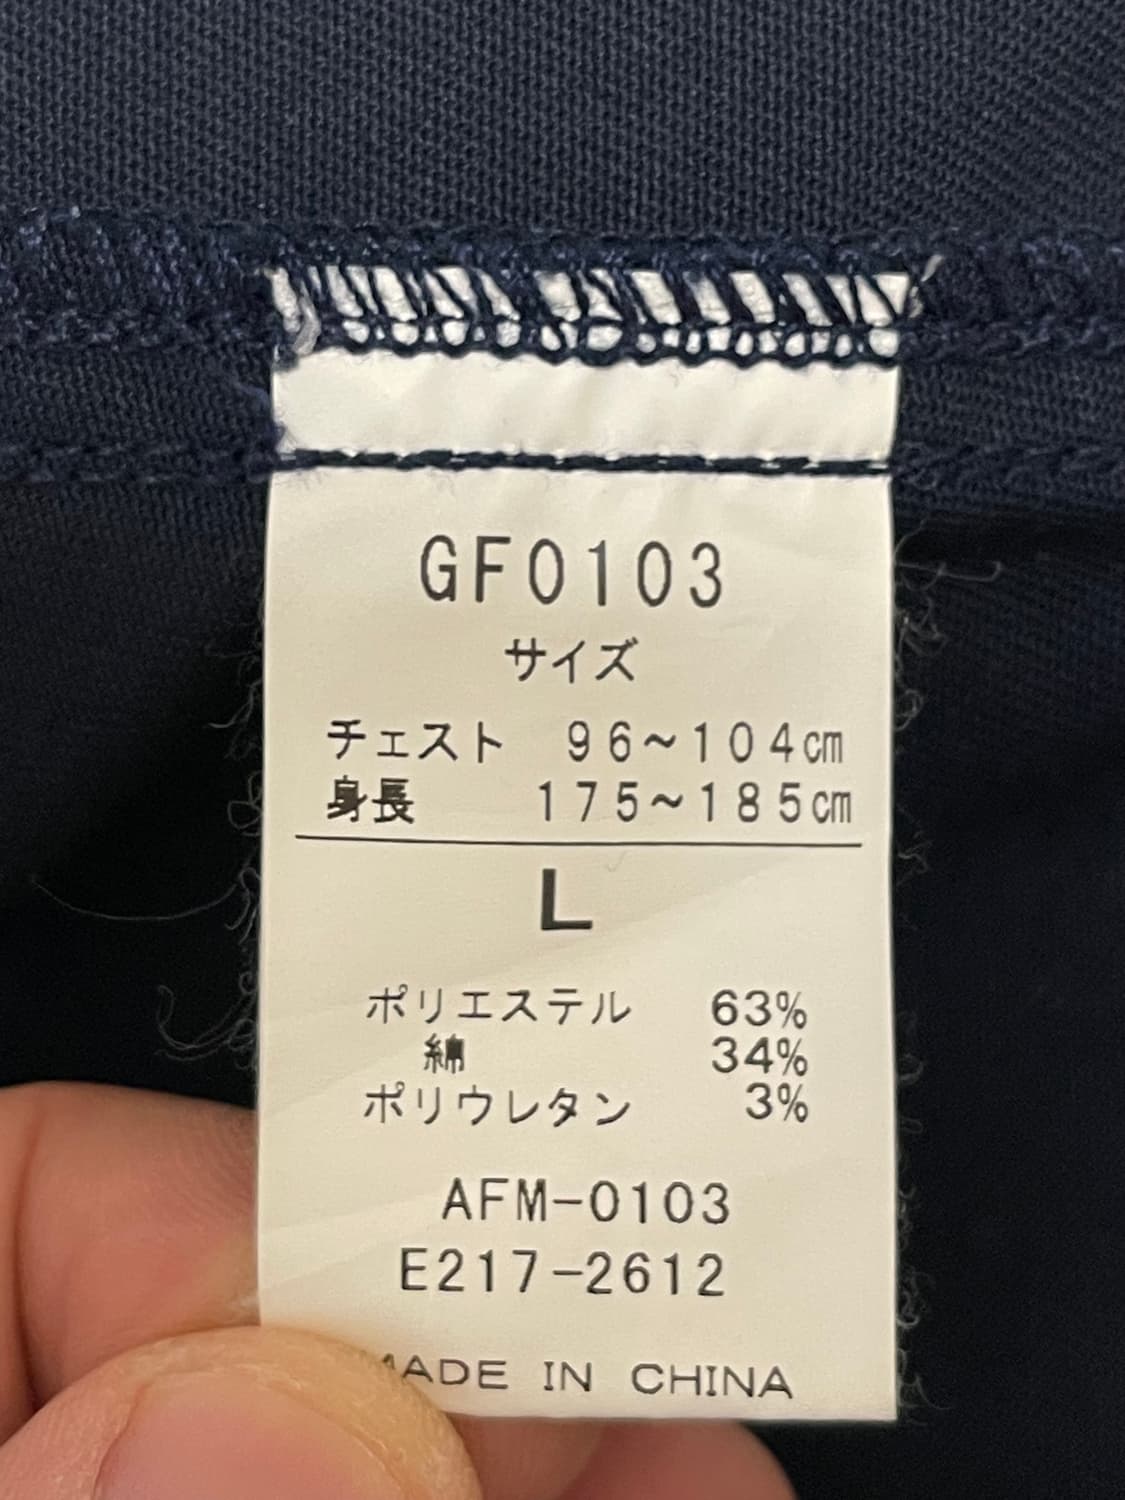 GF0103
サイズ
チェスト 96~104cm
身長 175~185cm
L
ポリエステル 63%
綿 34%
ポリウレタン 3%
AFM-0103
E217-2612
MADE IN CHINA